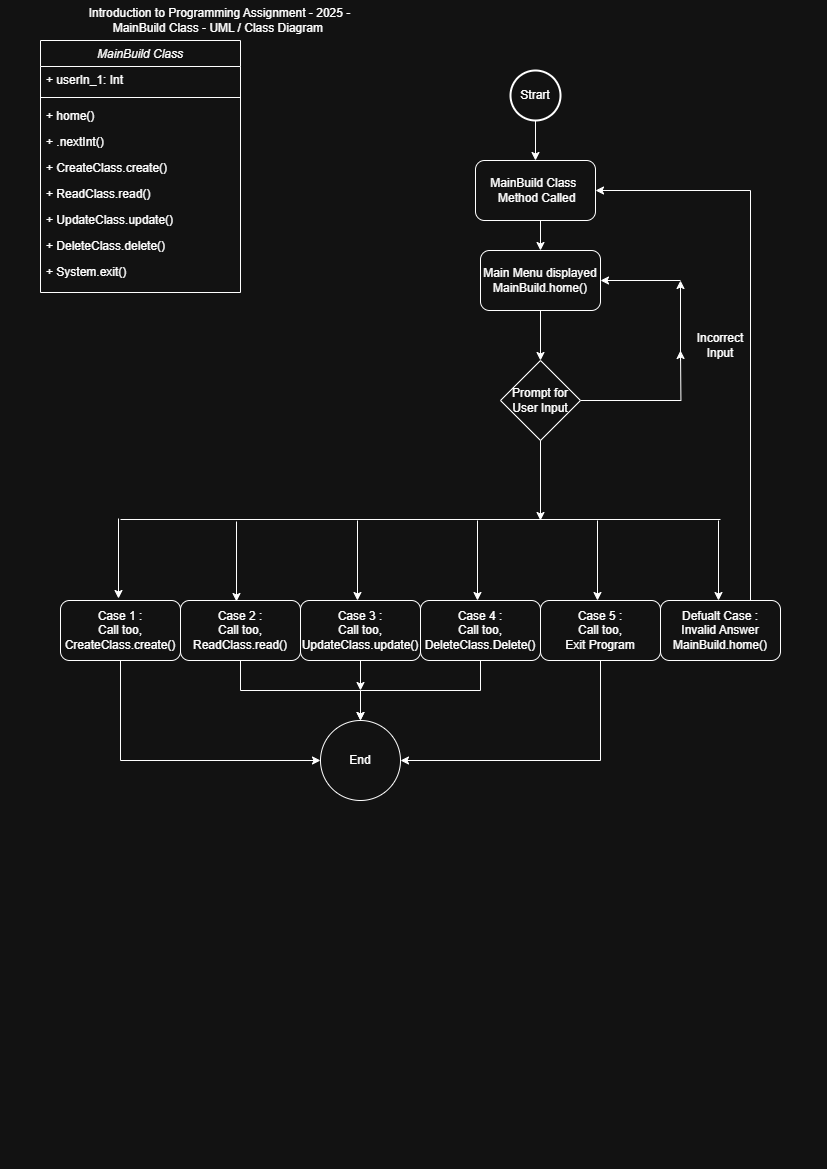 Introduction to Programming Assignment - 2025 -
MainBuild Class - UML / Class Diagram
MainBuild Class
+ userIn_1: Int
+ home()
+ .nextInt()
+ CreateClass.create()
+ ReadClass.read()
+ UpdateClass.update()
+ DeleteClass.delete()
+ System.exit()
Strart
MainBuild Class
Method Called
Main Menu displayed
MainBuild.home()
Incorrect
Input
Prompt for
User Input
Case 1 :
Call too,
CreateClass.create()
Case 2 :
Call too,
ReadClass.read()
Case 3 :
Call too,
UpdateClass.update()
Case 4 :
Call too,
DeleteClass.Delete()
Case 5 :
Call too,
Exit Program
Defualt Case :
Invalid Answer
MainBuild.home()
End